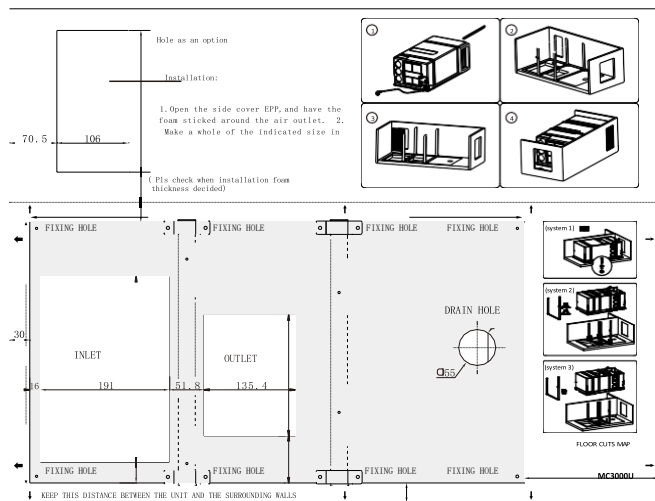 Hole as an option
Installation:
1.Open the side cover EPP,and have the
foam sticked around the air outlet. 2.
Make a whole of the indicated size in
70.5
106
( Pls check when installation foam
thickness decided)
1
2
3
4
FIXING HOLE
FIXING HOLE
FIXING HOLE
FIXING HOLE
(system 1)
(system 2)
DRAIN HOLE
30
INLET
OUTLET
(system 3)
55
16
191
51.8
135.4
FLOOR CUTS MAP
FIXING HOLE
FIXING HOLE
FIXING HOLE
FIXING HOLE
MC3000U
KEEP THIS DISTANCE BETWEEN THE UNIT AND THE SURROUNDING WALLS